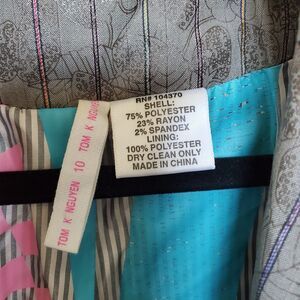 TOM K NGUYEN 10 TOM K NGUYEN
RN# 104370
SHELL:
75% POLYESTER
23% RAYON
2% SPANDEX
LINING:
100% POLYESTER
DRY CLEAN ONLY
MADE IN CHINA